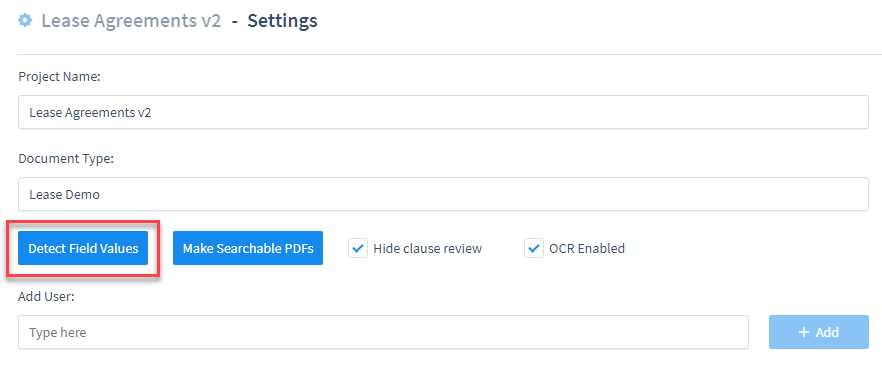 Lease Agreements v2 - Settings
Project Name:
Lease Agreements v2
Document Type:
Lease Demo
Detect Field Values Make Searchable PDFs Hide clause review OCR Enabled
Add User:
Type here + Add